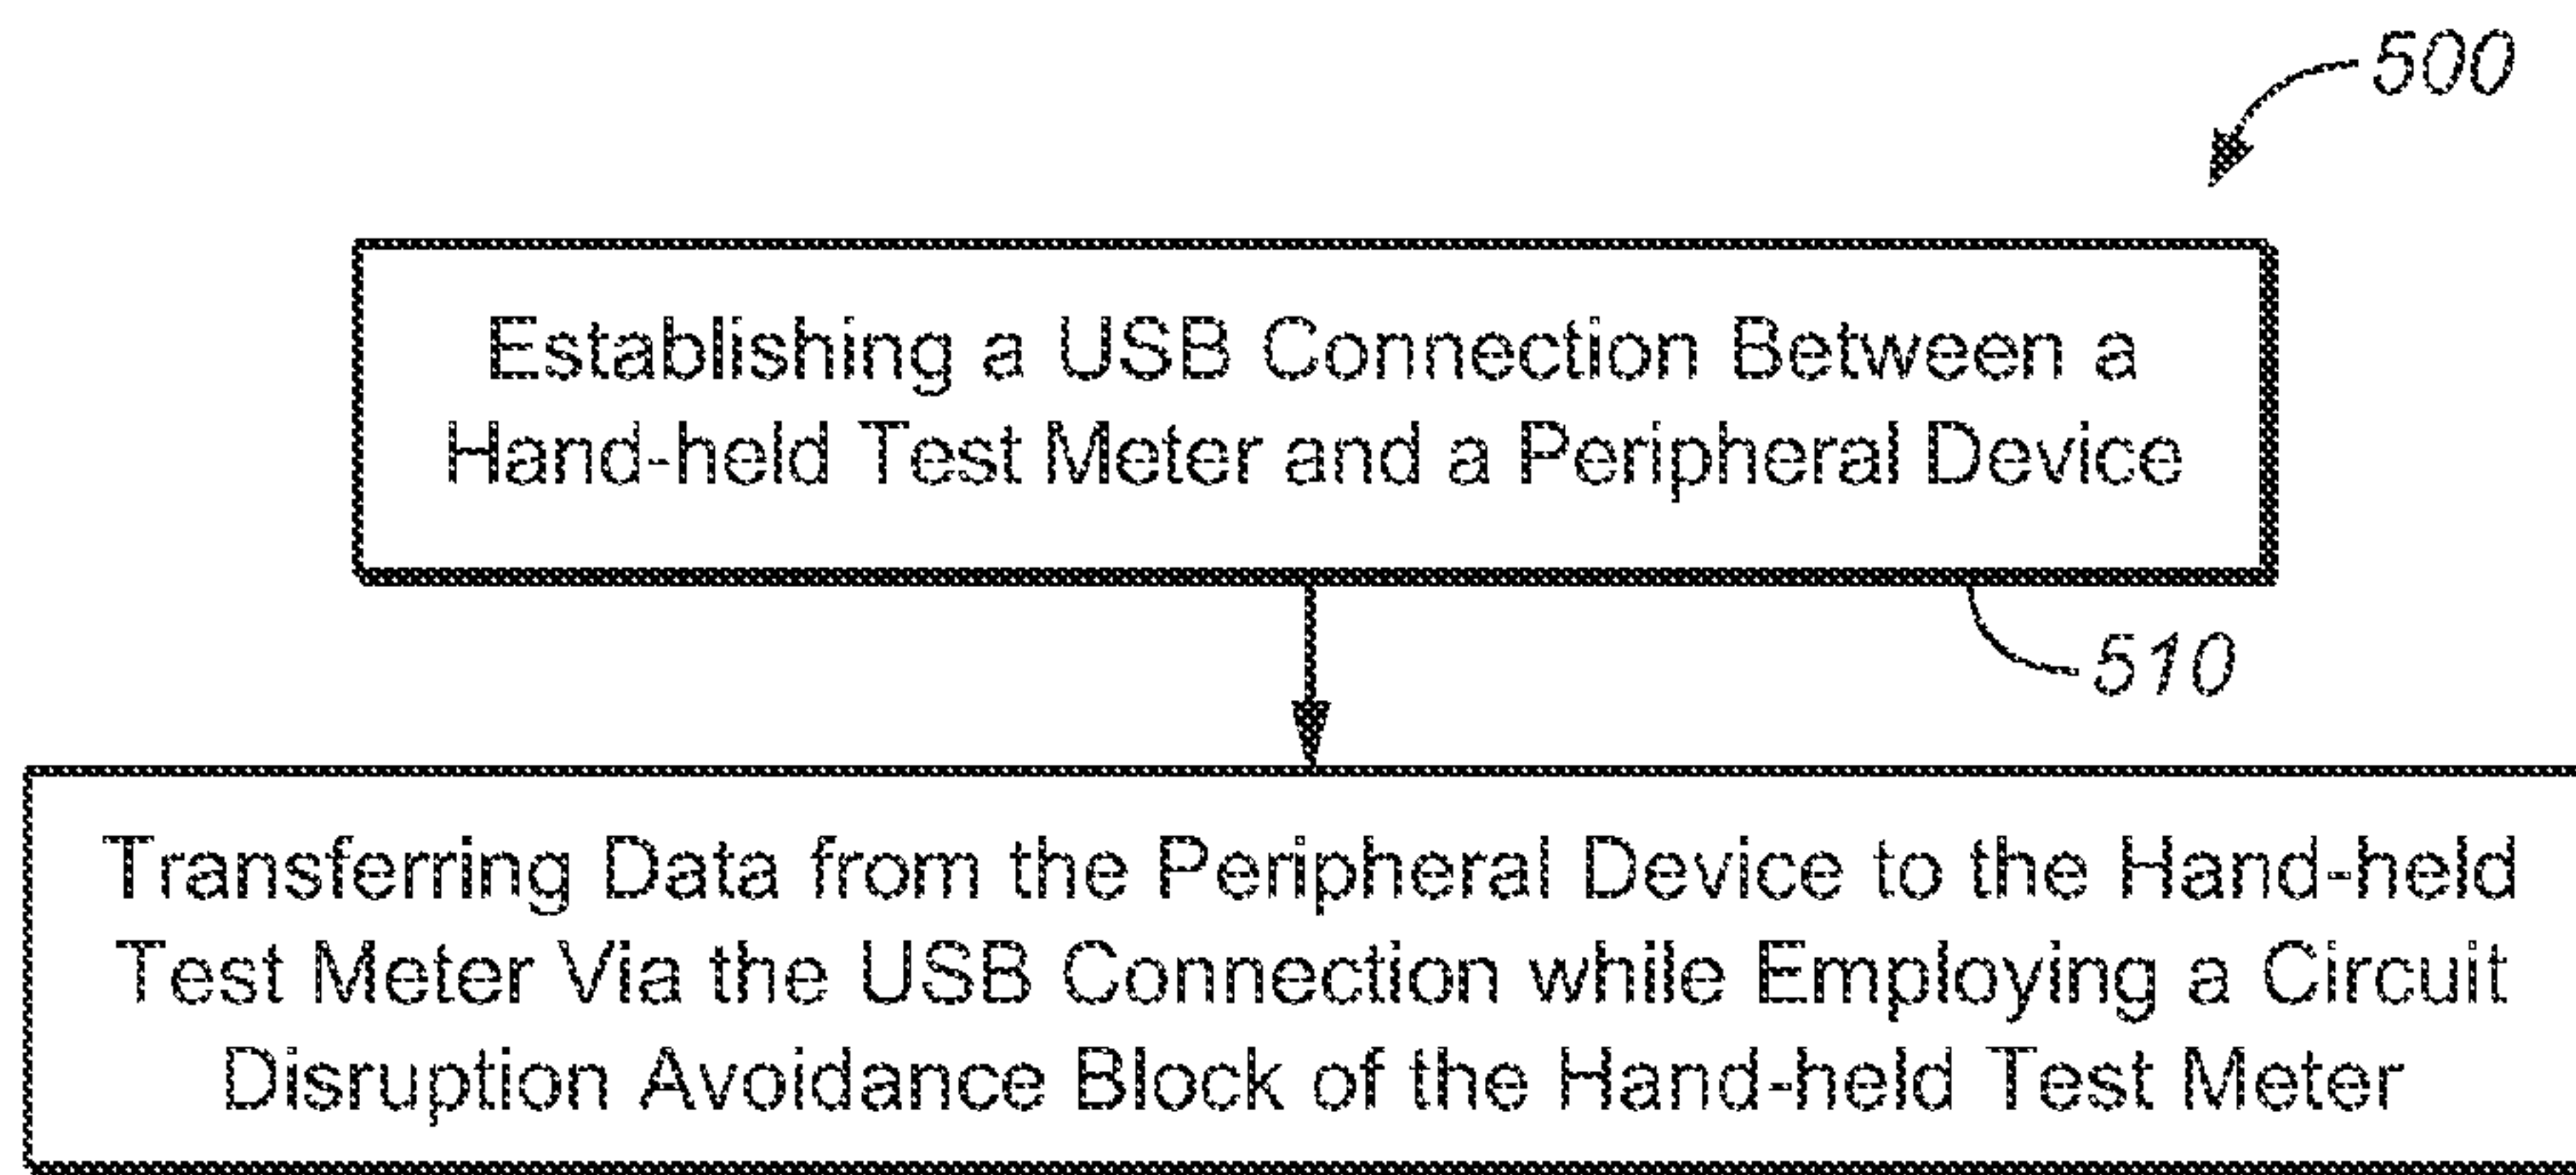 500
Establishing a USB Connection Between a
Hand-held Test Meter and a Peripheral Device
510
Transferring Data from the Peripheral Device to the Hand-held
Test Meter Via the USB Connection while Employing a Circuit
Disruption Avoidance Block of the Hand-held Test Meter